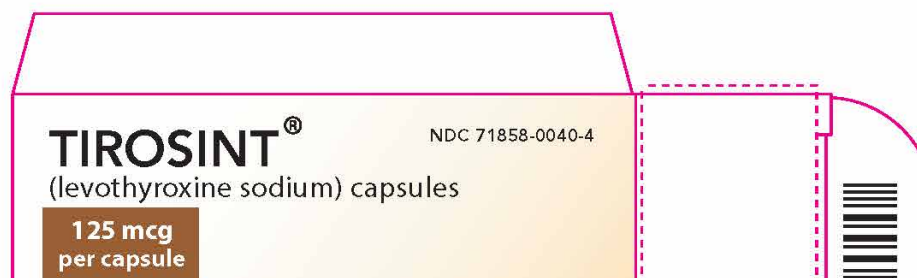 TIROSINT®
NDC 71858-0040-4
(levothyroxine sodium) capsules
125 mcg
per capsule